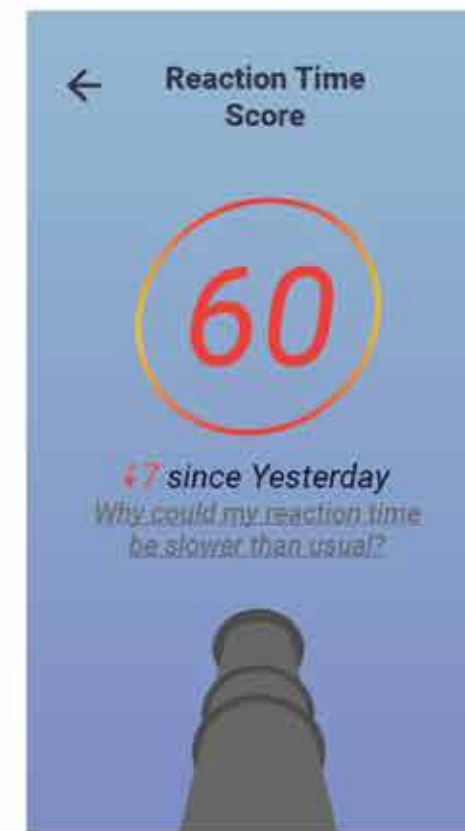 Reaction Time
Score
60
↓7 since Yesterday
Why could my reaction time
be slower than usual?